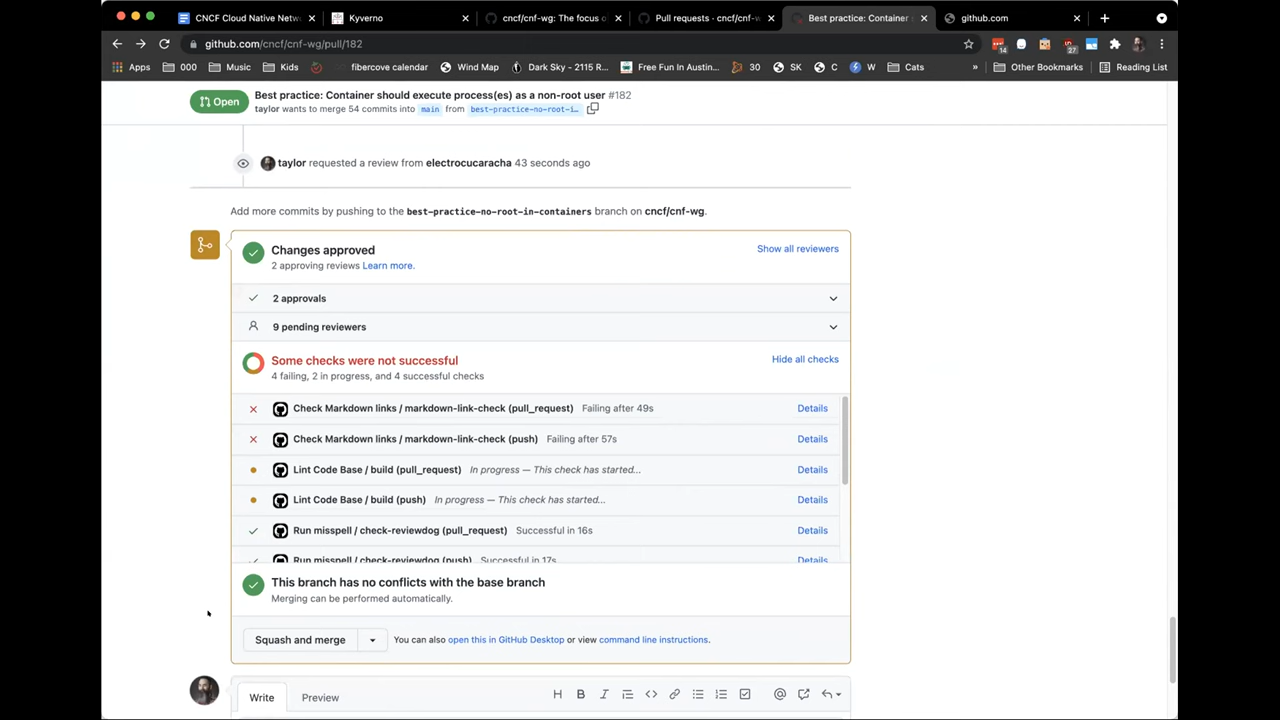 CNCF Cloud Native Netw
Kyverno
cncf/cnf-wg: The focus o
Pull requests · cncf/cnf-w
Best practice: Container
github.com
github.com/cncf/cnf-wg/pull/182
14
27
Apps
000
Music
Kids
fibercove calendar
Wind Map
Dark Sky - 2115 R...
Free Fun In Austin...
30
SK
C
W
Cats
»
Other Bookmarks
Reading List
Open
Best practice: Container should execute process(es) as a non-root user #182
taylor wants to merge 54 commits into main from best-practice-no-root-i...
taylor requested a review from electrocucaracha 43 seconds ago
Add more commits by pushing to the best-practice-no-root-in-containers branch on cncf/cnf-wg.
Changes approved
Show all reviewers
2 approving reviews Learn more.
2 approvals
9 pending reviewers
Some checks were not successful
Hide all checks
4 failing, 2 in progress, and 4 successful checks
Check Markdown links / markdown-link-check (pull_request) Failing after 49s Details
Check Markdown links / markdown-link-check (push) Failing after 57s Details
Lint Code Base / build (pull_request) In progress — This check has started... Details
Lint Code Base / build (push) In progress — This check has started... Details
Run misspell / check-reviewdog (pull_request) Successful in 16s Details
Run misspell / check-reviewdog (push) Successful in 17s Details
This branch has no conflicts with the base branch
Merging can be performed automatically.
Squash and merge
You can also open this in GitHub Desktop or view command line instructions.
Write
Preview